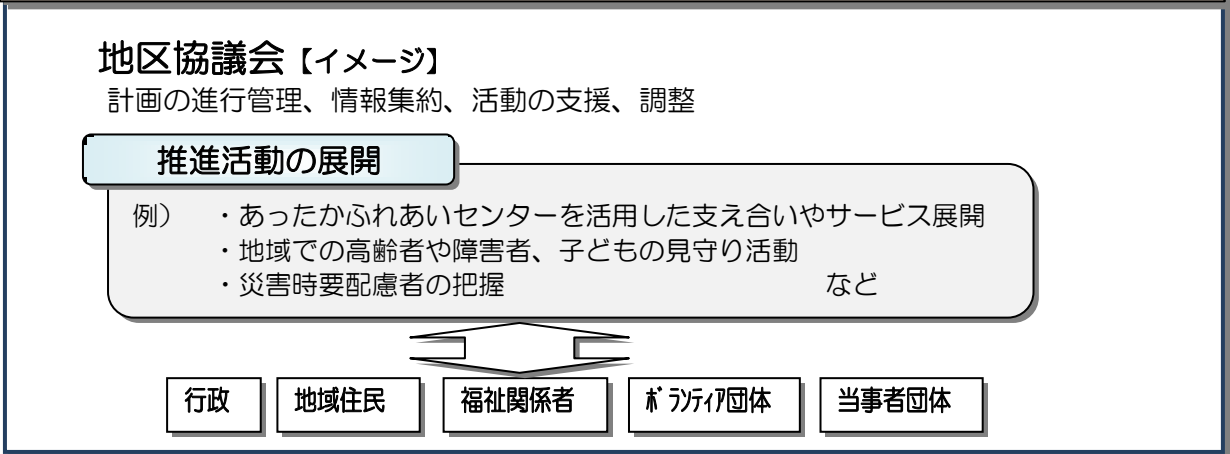 地区協議会【イメージ】
計画の進行管理、情報集約、活動の支援、調整
推進活動の展開
例）　・あったかふれあいセンターを活用した支え合いやサービス展開
・地域での高齢者や障害者、子どもの見守り活動
・災害時要配慮者の把握　など
行政　地域住民　福祉関係者　ﾎﾞﾗﾝﾃｨｱ団体　当事者団体